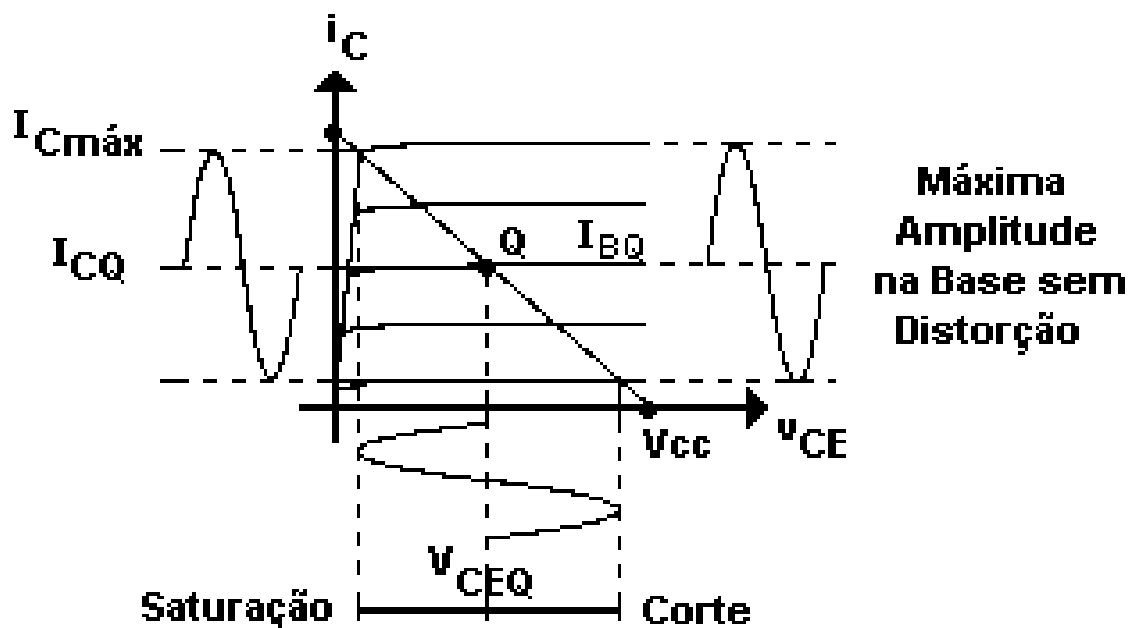 iC
ICmáx
ICQ
Q
IBQ
Máxima
Amplitude
na Base sem
Distorção
Vcc
vCE
VCEQ
Saturação
Corte